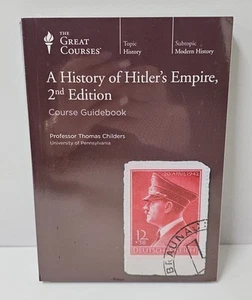 THE
GREAT
COURSES®
Topic
History
Subtopic
Modern History
A History of Hitler's Empire,
2nd Edition
Course Guidebook
Professor Thomas Childers
University of Pennsylvania
12